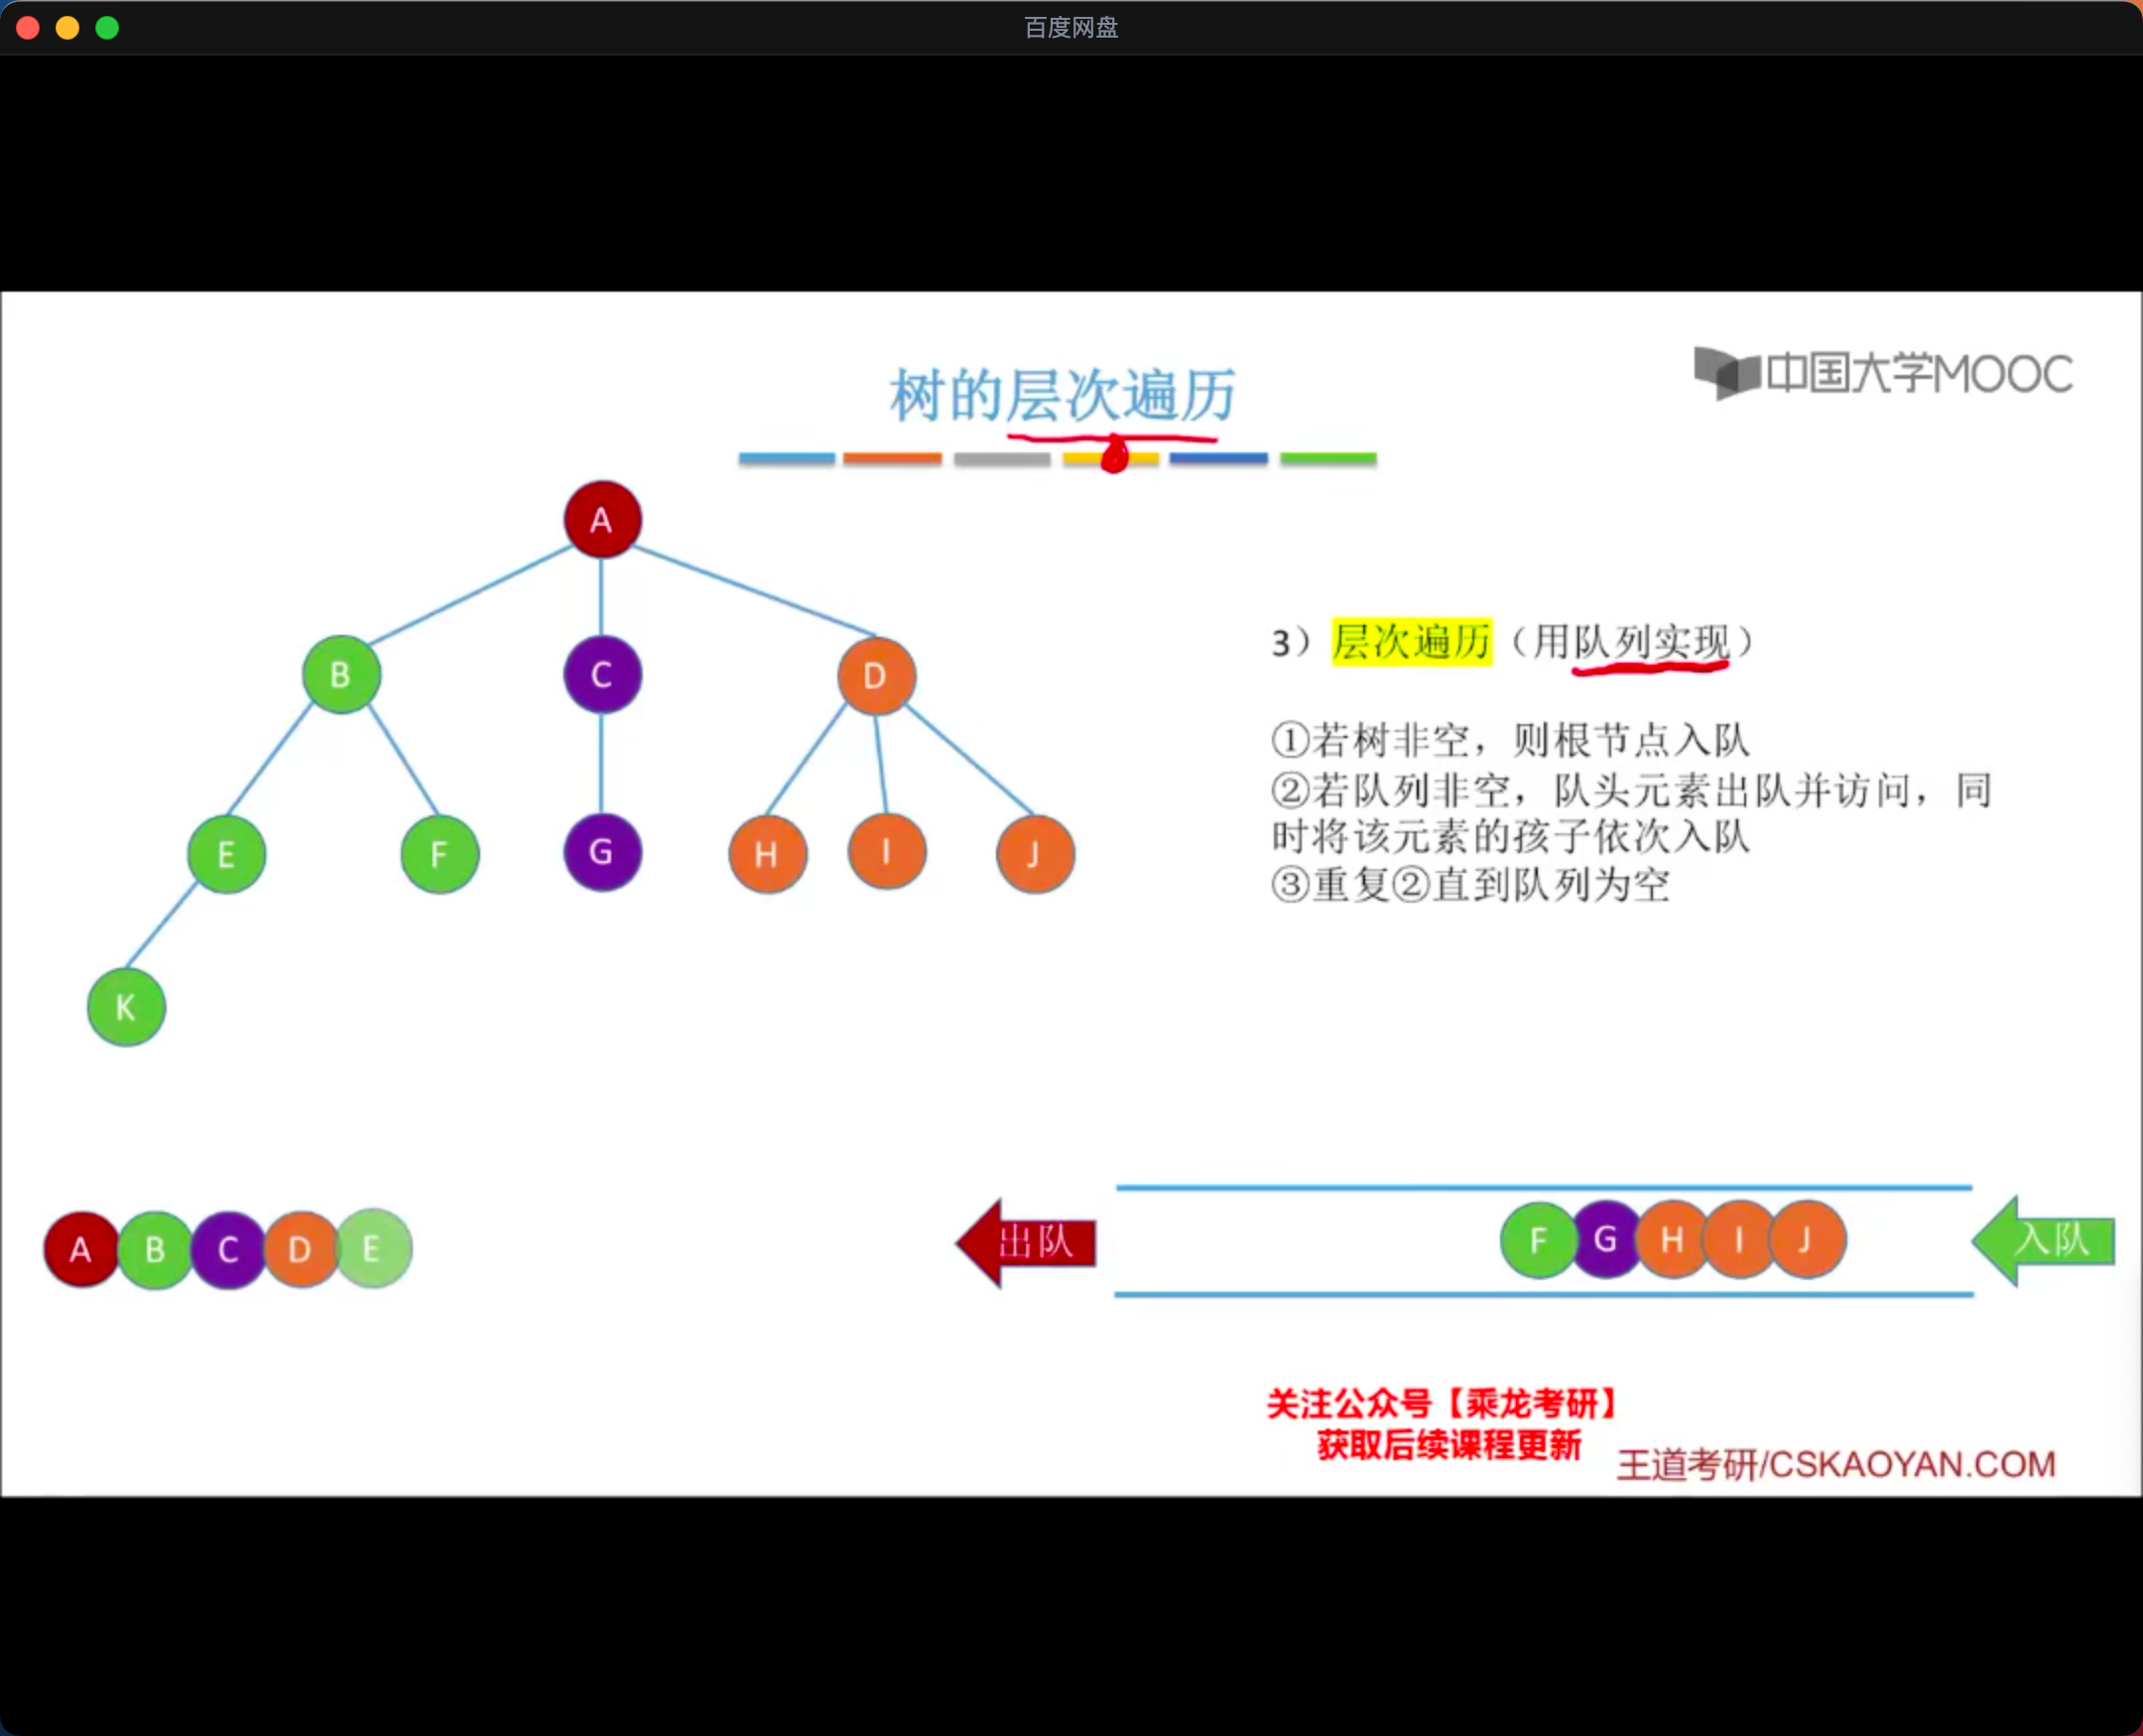 百度网盘
树的层次遍历
中国大学MOOC
A
B
C
D
E
F
G
H
I
J
K
3）层次遍历（用队列实现）
①若树非空，则根节点入队
②若队列非空，队头元素出队并访问，同
时将该元素的孩子依次入队
③重复②直到队列为空
A B C D E
出队
F G H I J
入队
关注公众号【乘龙考研】
获取后续课程更新
王道考研/CSKAOYAN.COM